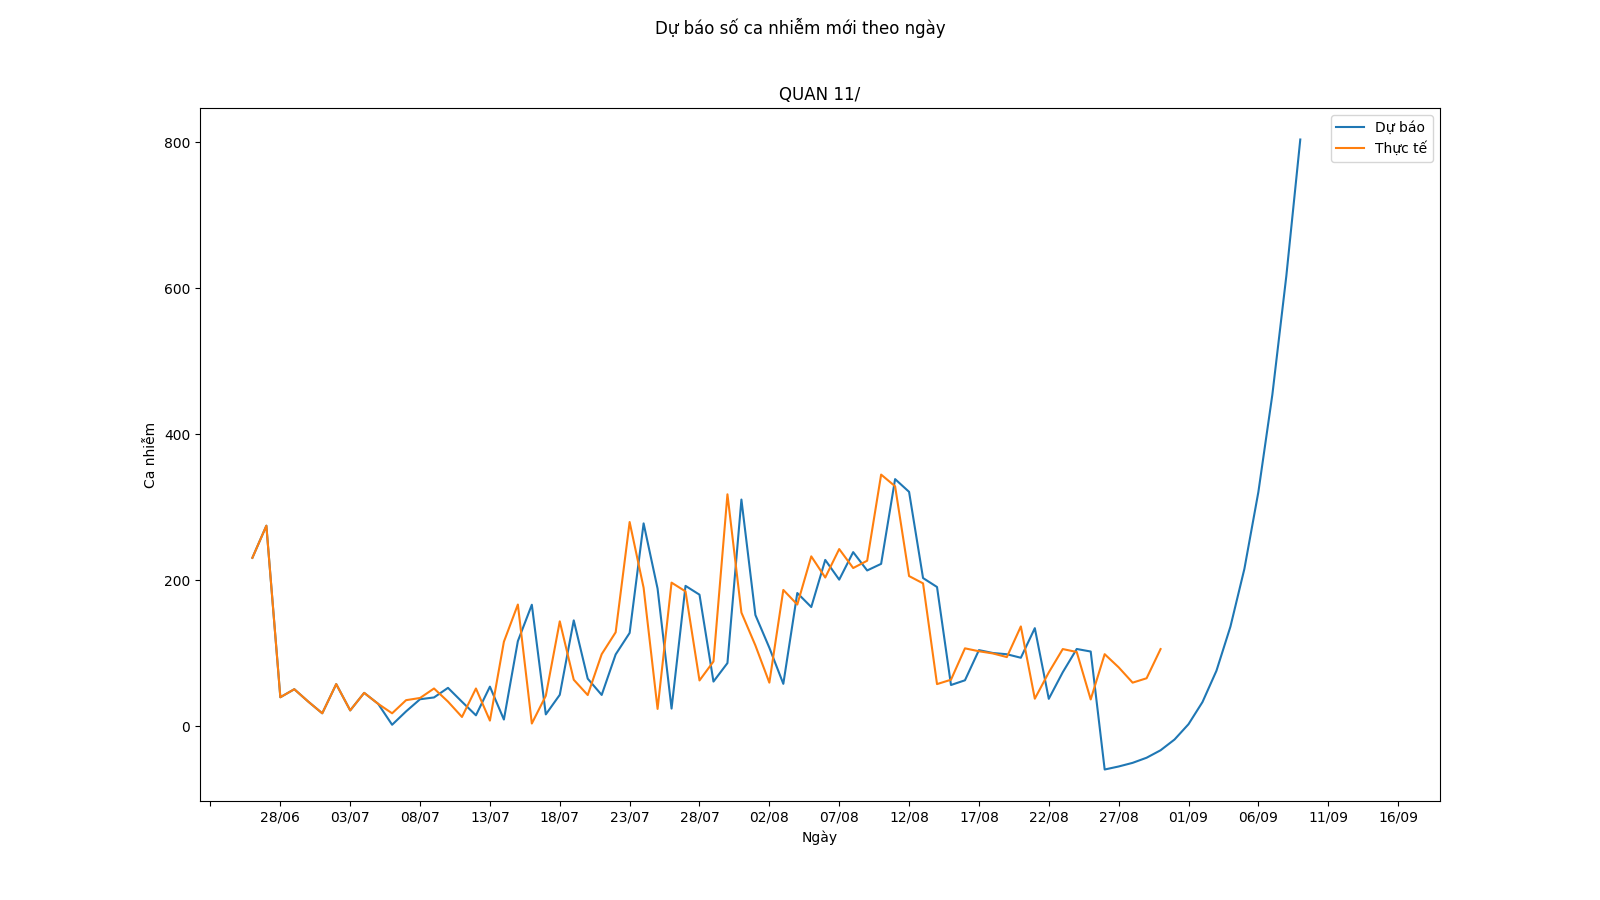 Dự báo số ca nhiễm mới theo ngày
QUAN 11/
Dự báo
Thực tế
800
600
400
200
0
Ca nhiễm
28/06 03/07 08/07 13/07 18/07 23/07 28/07 02/08 07/08 12/08 17/08 22/08 27/08 01/09 06/09 11/09 16/09
Ngày